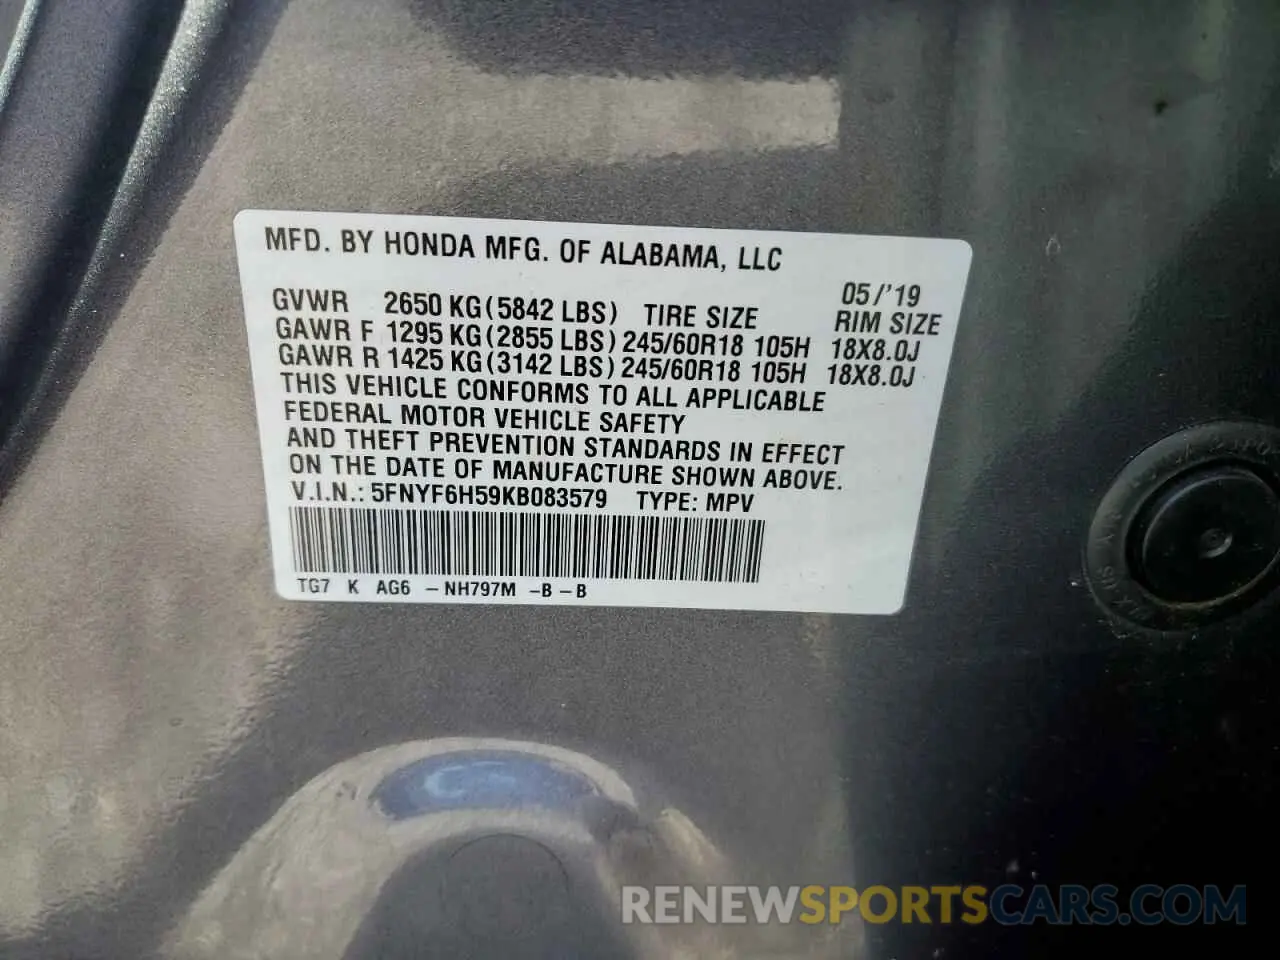 MFD. BY HONDA MFG. OF ALABAMA, LLC
05/'19
GVWR 2650 KG(5842 LBS) TIRE SIZE RIM SIZE
GAWR F 1295 KG(2855 LBS) 245/60R18 105H 18X8.0J
GAWR R 1425 KG(3142 LBS) 245/60R18 105H 18X8.0J
THIS VEHICLE CONFORMS TO ALL APPLICABLE
FEDERAL MOTOR VEHICLE SAFETY
AND THEFT PREVENTION STANDARDS IN EFFECT
ON THE DATE OF MANUFACTURE SHOWN ABOVE.
V.I.N.: 5FNYF6H59KB083579 TYPE: MPV
TG7 K AG6 -NH797M -B-B
RENEWSPORTSCARS.COM